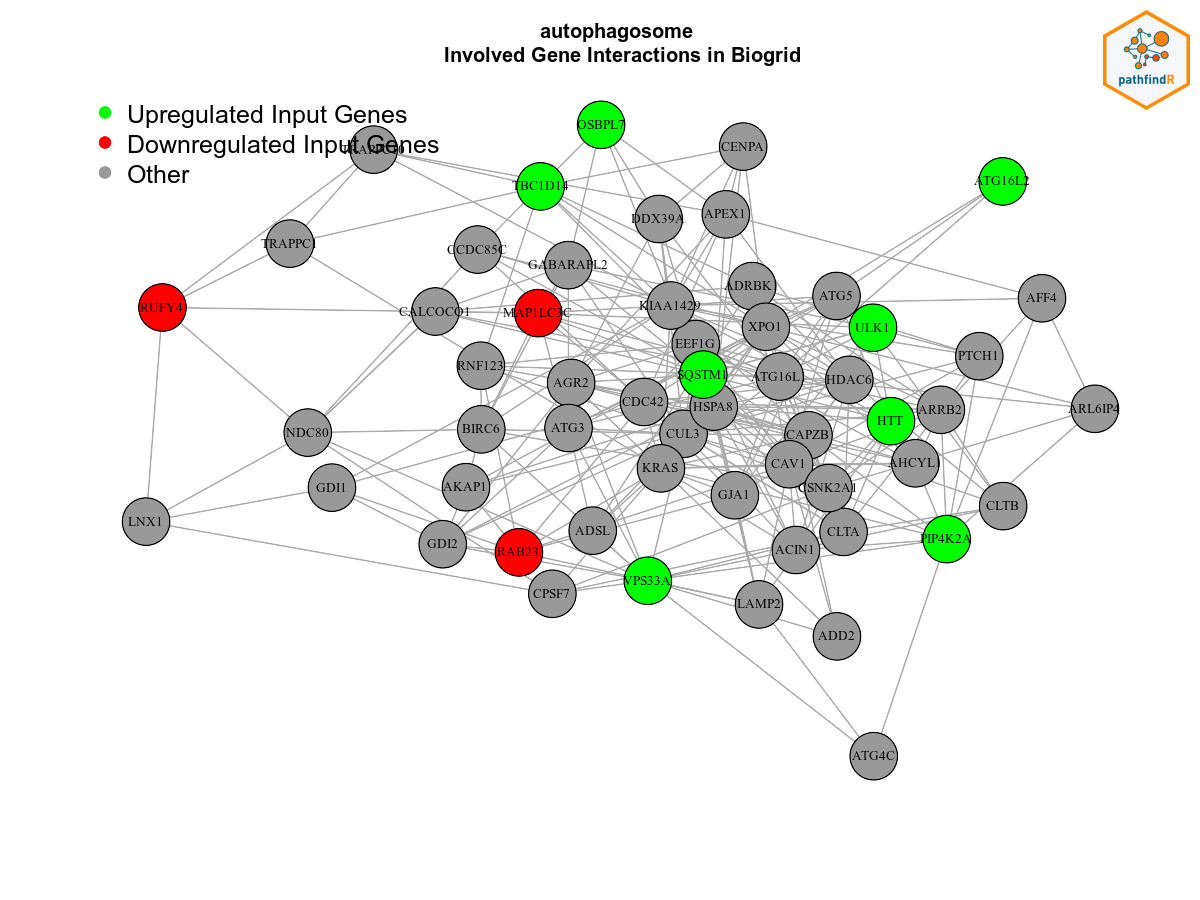 autophagosome
Involved Gene Interactions in Biogrid
pathfindR
Upregulated Input Genes
Downregulated Input Genes
Other
OSBPL7
CENPA
ATG16L2
TBC1D14
DDX39A
APEX1
TRAPPC1
CCDC85C
GABARAPL2
ADRBK
ATG5
AFF4
RUFY4
CALCOCO1
MAP1LC3C
KIAA1429
XPO1
ULK1
EEF1G
PTCH1
RNF123
AGR2
SQSTM1
ATG16L
HDAC6
CDC42
HSPA8
ARRB2
ARL6IP4
NDC80
BIRC6
ATG3
CUL3
CAPZB
HTT
KRAS
CAV1
AHCYL1
GDI1
AKAP1
GJA1
CSNK2A1
CLTB
LNX1
GDI2
RAB23
ADSL
ACIN1
CLTA
PIP4K2A
CPSF7
VPS33A
LAMP2
ADD2
ATG4C